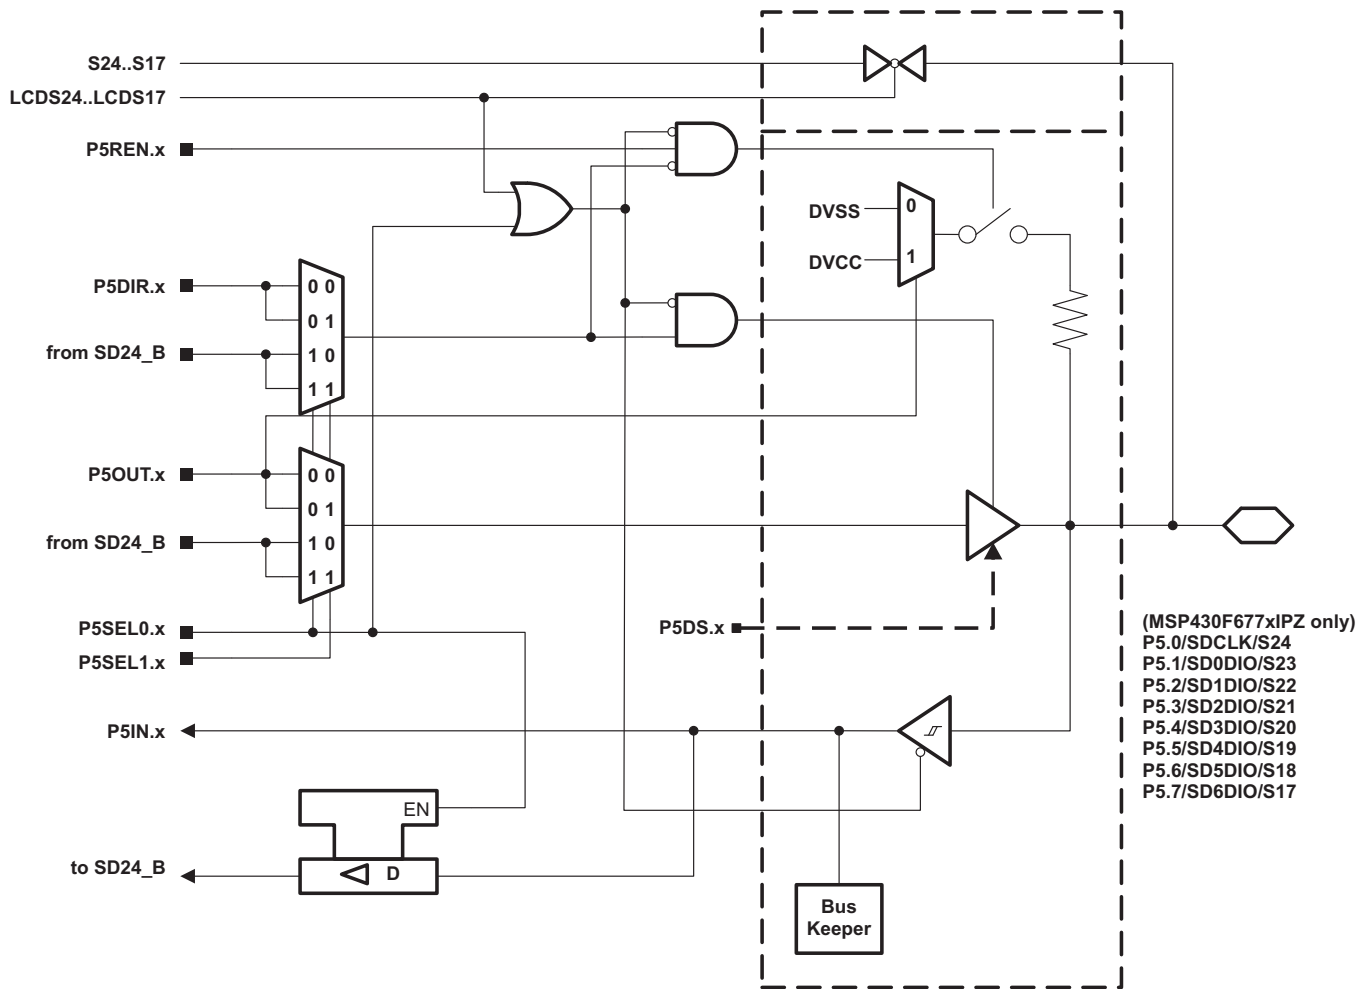 S24..S17
LCDS24..LCDS17
P5REN.x
DVSS
0
DVCC
1
P5DIR.x
0 0
0 1
from SD24_B
1 0
1 1
P5OUT.x
0 0
0 1
from SD24_B
1 0
1 1
P5SEL0.x
P5SEL1.x
P5DS.x
(MSP430F677xIPZ only)
P5.0/SDCLK/S24
P5.1/SD0DIO/S23
P5.2/SD1DIO/S22
P5.3/SD2DIO/S21
P5.4/SD3DIO/S20
P5.5/SD4DIO/S19
P5.6/SD5DIO/S18
P5.7/SD6DIO/S17
P5IN.x
EN
to SD24_B
D
Bus
Keeper